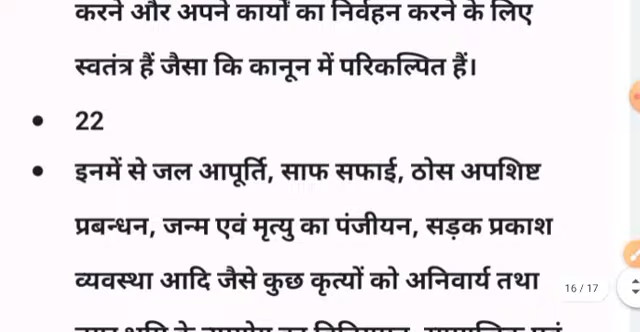 करने और अपने कार्यों का निर्वहन करने के लिए
स्वतंत्र हैं जैसा कि कानून में परिकल्पित हैं।
• 22
• इनमें से जल आपूर्ति, साफ सफाई, ठोस अपशिष्ट
प्रबन्धन, जन्म एवं मृत्यु का पंजीयन, सड़क प्रकाश
व्यवस्था आदि जैसे कुछ कृत्यों को अनिवार्य तथा
16 / 17